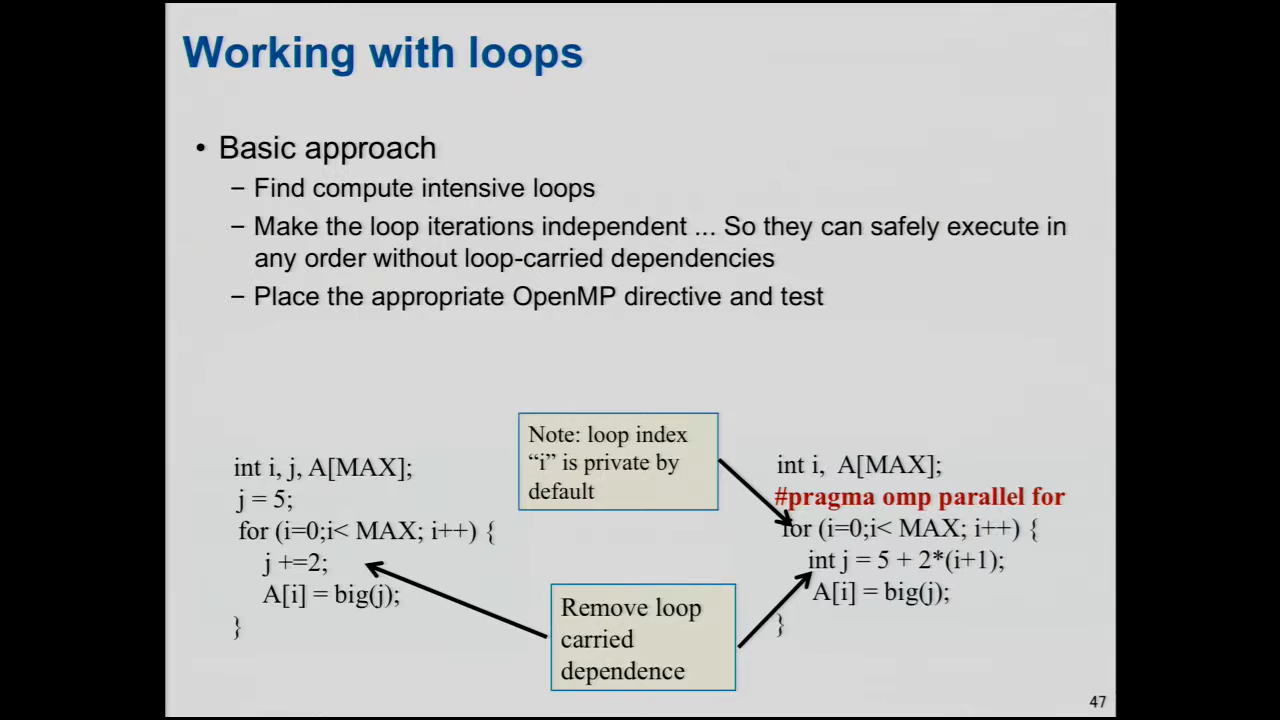 Working with loops
• Basic approach
– Find compute intensive loops
– Make the loop iterations independent ... So they can safely execute in
any order without loop-carried dependencies
– Place the appropriate OpenMP directive and test
int i, j, A[MAX];
j = 5;
for (i=0;i< MAX; i++) {
j +=2;
A[i] = big(j);
}
Note: loop index
“i” is private by
default
Remove loop
carried
dependence
int i, A[MAX];
#pragma omp parallel for
for (i=0;i< MAX; i++) {
int j = 5 + 2*(i+1);
A[i] = big(j);
}
47